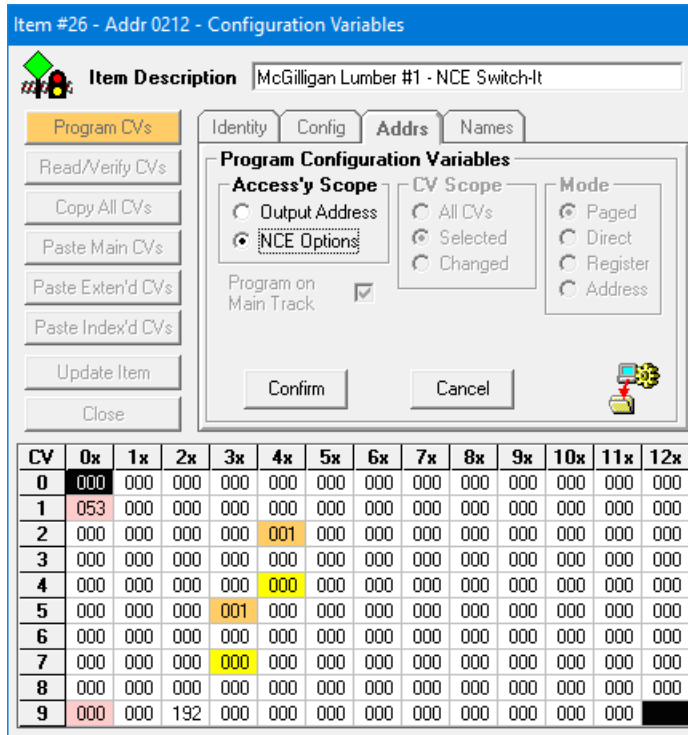 Item #26 - Addr 0212 - Configuration Variables
Item Description McGilligan Lumber #1 - NCE Switch-It
Program CVs
Read/Verify CVs
Copy All CVs
Paste Main CVs
Paste Exten'd CVs
Paste Index'd CVs
Update Item
Close
Identity Config Addrs Names
Program Configuration Variables
Access'y Scope
Output Address
NCE Options
CV Scope
All CVs
Selected
Changed
Mode
Paged
Direct
Register
Address
Program on
Main Track
Confirm Cancel
CV 0x 1x 2x 3x 4x 5x 6x 7x 8x 9x 10x 11x 12x
0 000 000 000 000 000 000 000 000 000 000 000 000 000
1 053 000 000 000 000 000 000 000 000 000 000 000 000
2 000 000 000 000 001 000 000 000 000 000 000 000 000
3 000 000 000 000 000 000 000 000 000 000 000 000 000
4 000 000 000 000 000 000 000 000 000 000 000 000 000
5 000 000 000 001 000 000 000 000 000 000 000 000 000
6 000 000 000 000 000 000 000 000 000 000 000 000 000
7 000 000 000 000 000 000 000 000 000 000 000 000 000
8 000 000 000 000 000 000 000 000 000 000 000 000 000
9 000 000 192 000 000 000 000 000 000 000 000 000